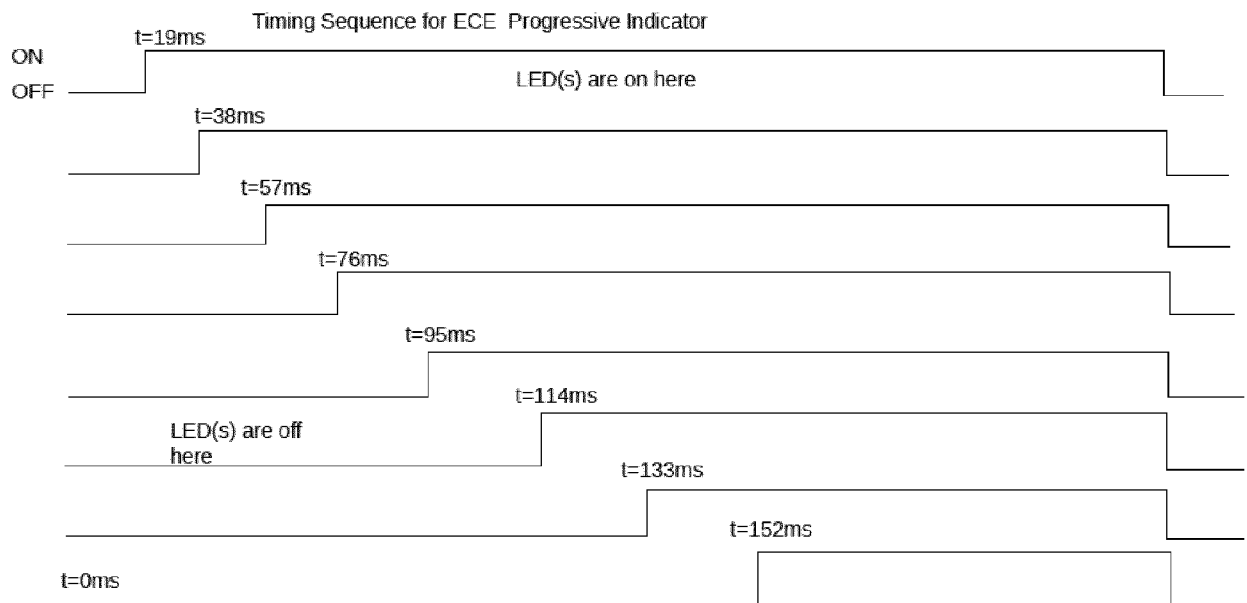 Timing Sequence for ECE Progressive Indicator
t=19ms
ON
LED(s) are on here
OFF
t=38ms
t=57ms
t=76ms
t=95ms
t=114ms
LED(s) are off
here
t=133ms
t=152ms
t=0ms